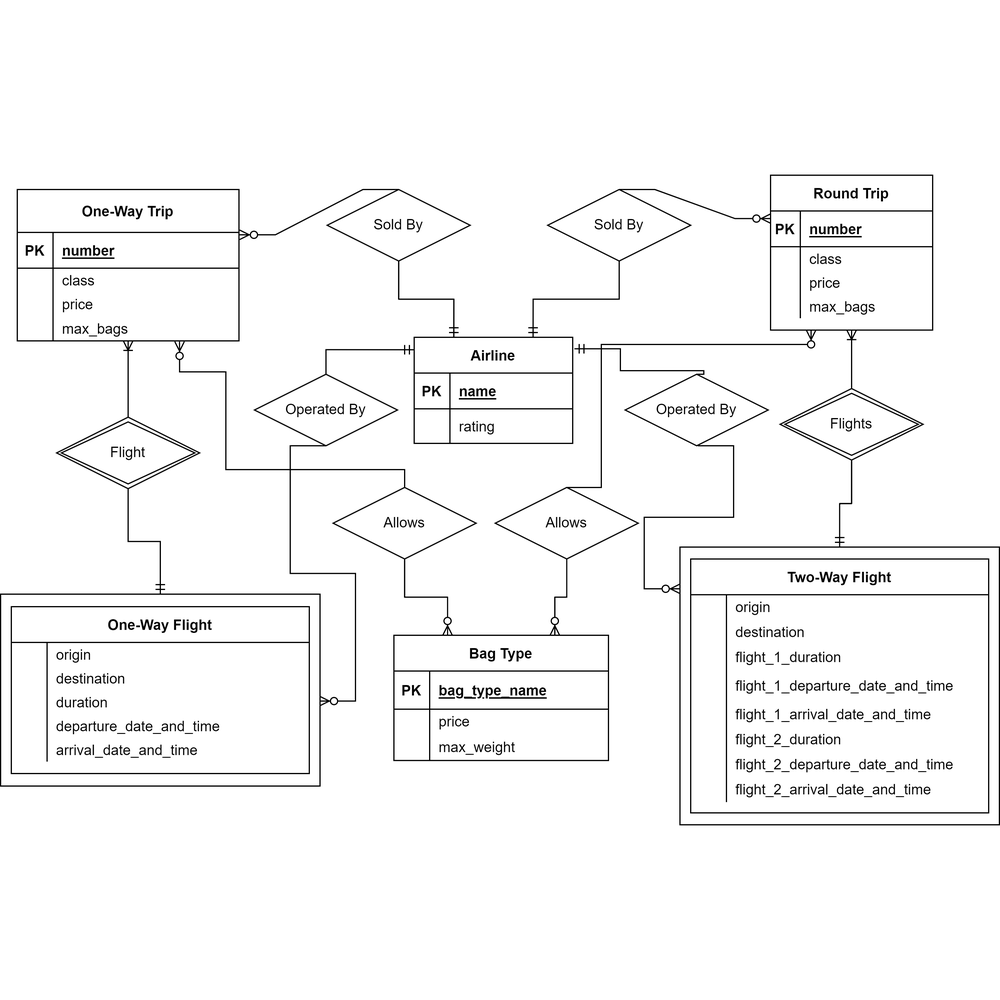 One-Way Trip
PK number
class
price
max_bags
Sold By
Sold By
Round Trip
PK number
class
price
max_bags
Airline
PK name
rating
Operated By
Operated By
Flight
Flights
Allows
Allows
One-Way Flight
origin
destination
duration
departure_date_and_time
arrival_date_and_time
Bag Type
PK bag_type_name
price
max_weight
Two-Way Flight
origin
destination
flight_1_duration
flight_1_departure_date_and_time
flight_1_arrival_date_and_time
flight_2_duration
flight_2_departure_date_and_time
flight_2_arrival_date_and_time